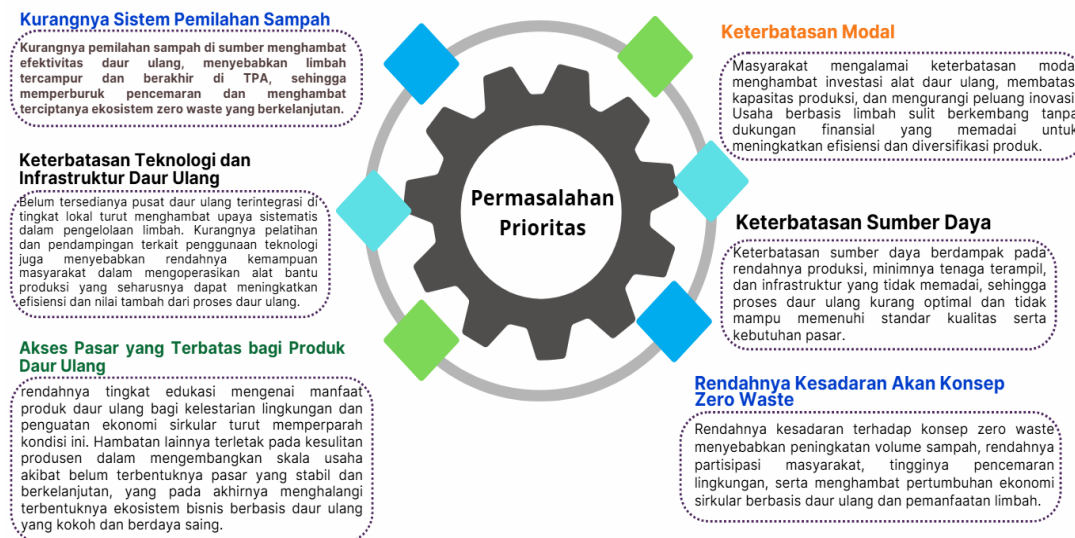 Kurangnya Sistem Pemilahan Sampah
Kurangnya pemilahan sampah di sumber menghambat
efektivitas daur ulang, menyebabkan limbah
tercampur dan berakhir di TPA, sehingga
memperburuk pencemaran dan menghambat
terciptanya ekosistem zero waste yang berkelanjutan.
Keterbatasan Teknologi dan
Infrastruktur Daur Ulang
Belum tersedianya pusat daur ulang terintegrasi di
tingkat lokal turut menghambat upaya sistematis
dalam pengelolaan limbah. Kurangnya pelatihan
dan pendampingan terkait penggunaan teknologi
juga menyebabkan rendahnya kemampuan
masyarakat dalam mengoperasikan alat bantu
produksi yang seharusnya dapat meningkatkan
efisiensi dan nilai tambah dari proses daur ulang.
Akses Pasar yang Terbatas bagi Produk
Daur Ulang
rendahnya tingkat edukasi mengenai manfaat
produk daur ulang bagi kelestarian lingkungan dan
penguatan ekonomi sirkular turut memperparah
kondisi ini. Hambatan lainnya terletak pada kesulitan
produsen dalam mengembangkan skala usaha
akibat belum terbentuknya pasar yang stabil dan
berkelanjutan, yang pada akhirnya menghalangi
terbentuknya ekosistem bisnis berbasis daur ulang
yang kokoh dan berdaya saing.
Permasalahan
Prioritas
Keterbatasan Modal
Masyarakat mengalamai keterbatasan moda
menghambat investasi alat daur ulang, membatas
kapasitas produksi, dan mengurangi peluang inovasi
Usaha berbasis limbah sulit berkembang tanpa
dukungan finansial yang memadai untuk
meningkatkan efisiensi dan diversifikasi produk.
Keterbatasan Sumber Daya
Keterbatasan sumber daya berdampak pada
rendahnya produksi, minimnya tenaga terampil,
dan infrastruktur yang tidak memadai, sehingga
proses daur ulang kurang optimal dan tidak
mampu memenuhi standar kualitas serta
kebutuhan pasar.
Rendahnya Kesadaran Akan Konsep
Zero Waste
Rendahnya kesadaran terhadap konsep zero waste
menyebabkan peningkatan volume sampah, rendahnya
partisipasi masyarakat, tingginya pencemaran
lingkungan, serta menghambat pertumbuhan ekonomi
sirkular berbasis daur ulang dan pemanfaatan limbah.